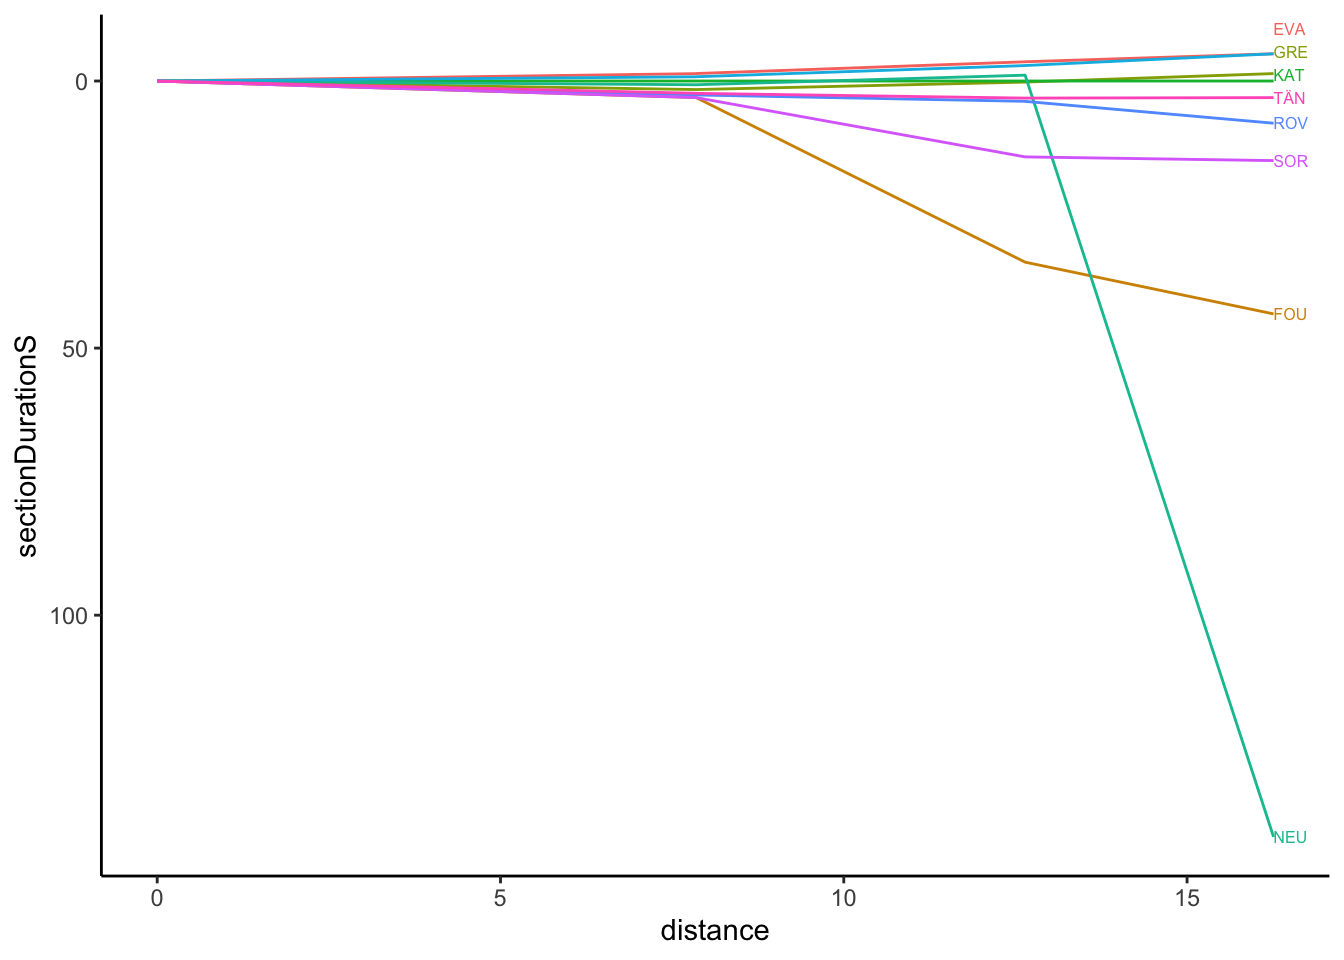 EVA
GRE
KAT
TÄN
ROV
SOR
FOU
NEU
0
50
100
sectionDurationS
0
5
10
15
distance